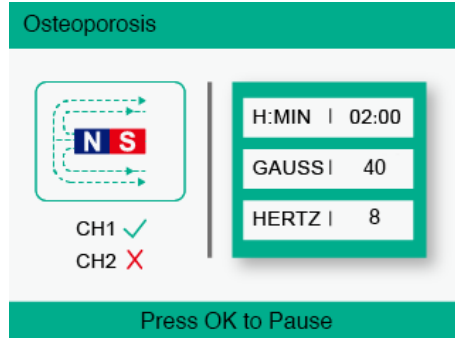 Osteoporosis
N S
CH1 ✓
CH2 X
H:MIN | 02:00
GAUSS | 40
HERTZ | 8
Press OK to Pause